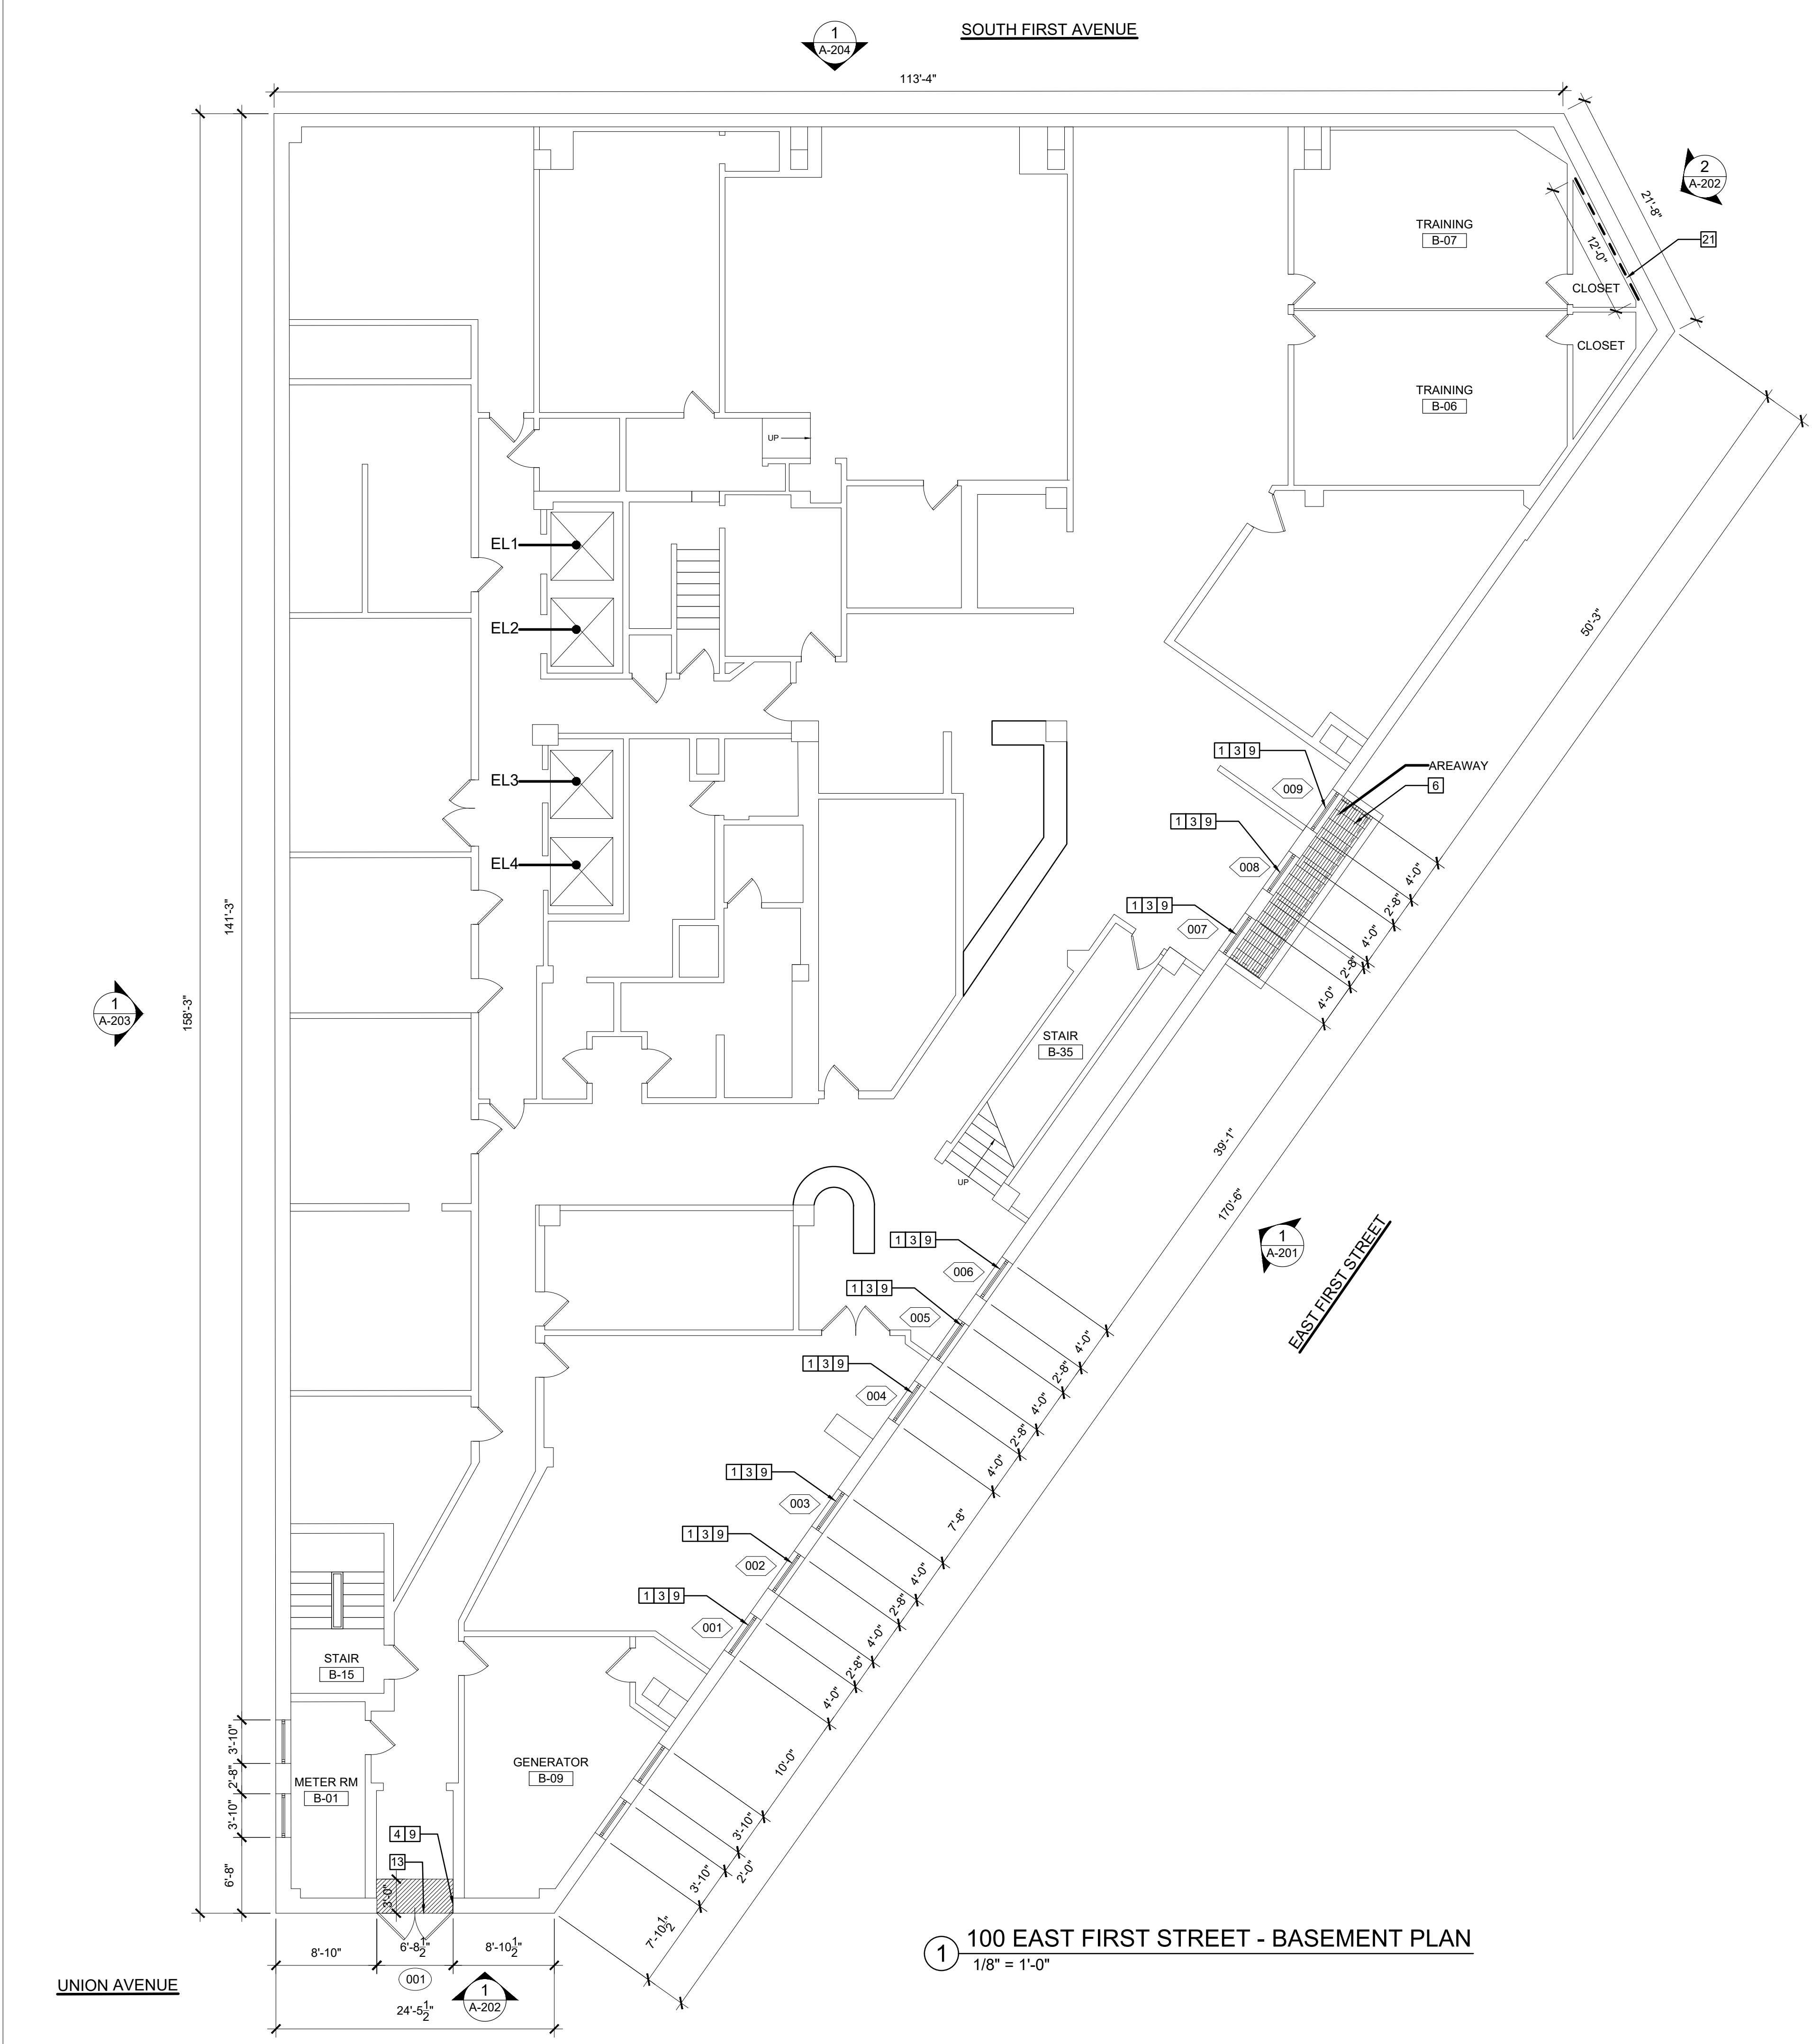 SOUTH FIRST AVENUE
1
A-204
113'-4"
2
A-202
21'-8"
21
12'-0"
TRAINING
B-07
CLOSET
CLOSET
TRAINING
B-06
UP
EL1
EL2
EL3
EL4
50'-3"
1 3 9
009
AREAWAY
6
1 3 9
008
1 3 9
007
4'-0"
2'-8"
4'-0"
2'-8"
4'-0"
141'-3"
158'-3"
1
A-203
STAIR
B-35
UP
39'-1"
170'-6"
1
A-201
EAST FIRST STREET
1 3 9
006
1 3 9
005
1 3 9
004
4'-0"
2'-8"
4'-0"
2'-8"
4'-0"
7'-8"
1 3 9
003
1 3 9
002
1 3 9
001
4'-0"
2'-8"
4'-0"
2'-8"
4'-0"
10'-0"
STAIR
B-15
3'-10"
2'-8"
3'-10"
6'-8"
METER RM
B-01
GENERATOR
B-09
4 9
13
3'-0"
3'-10"
2'-0"
3'-10"
7'-10 1/2"
8'-10"
6'-8 1/2"
8'-10 1/2"
001
1
A-202
24'-5 1/2"
UNION AVENUE
1
100 EAST FIRST STREET - BASEMENT PLAN
1/8" = 1'-0"